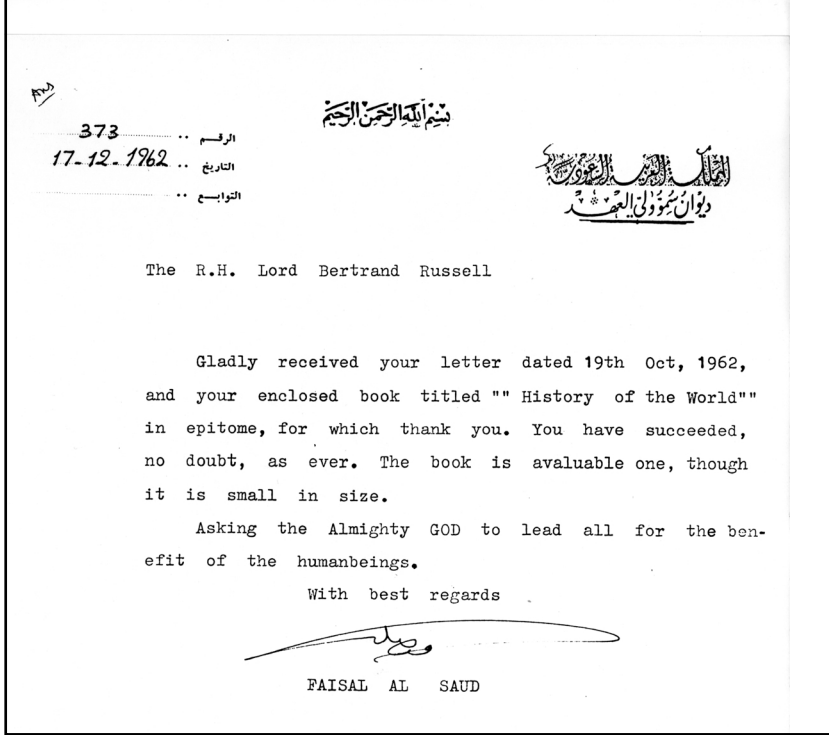 بسم الله الرحمن الرحيم
الرقم .. 373
التاريخ .. 17-12-1962
التوابع ..
المملكة العربية السعودية
ديوان سمو ولي العهد
The R.H. Lord Bertrand Russell
Gladly received your letter dated 19th Oct, 1962,
and your enclosed book titled "" History of the World""
in epitome, for which thank you. You have succeeded,
no doubt, as ever. The book is avaluable one, though
it is small in size.
Asking the Almighty GOD to lead all for the ben-
efit of the humanbeings.
With best regards
فيصل
FAISAL AL SAUD